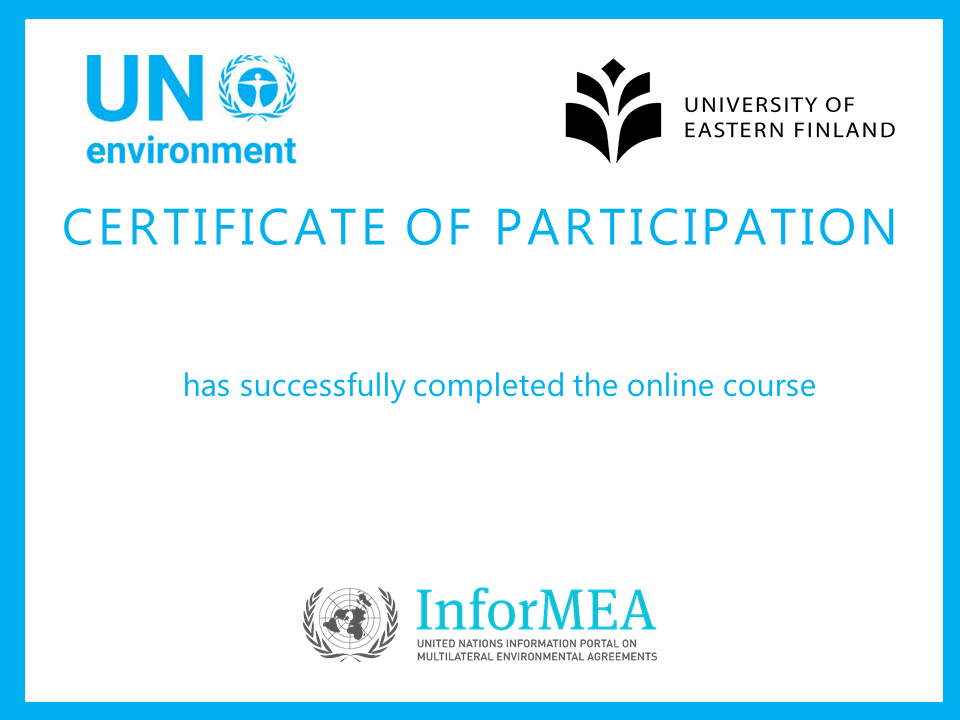 UN
environment
UNIVERSITY OF
EASTERN FINLAND
CERTIFICATE OF PARTICIPATION
has successfully completed the online course
InforMEA
UNITED NATIONS INFORMATION PORTAL ON
MULTILATERAL ENVIRONMENTAL AGREEMENTS